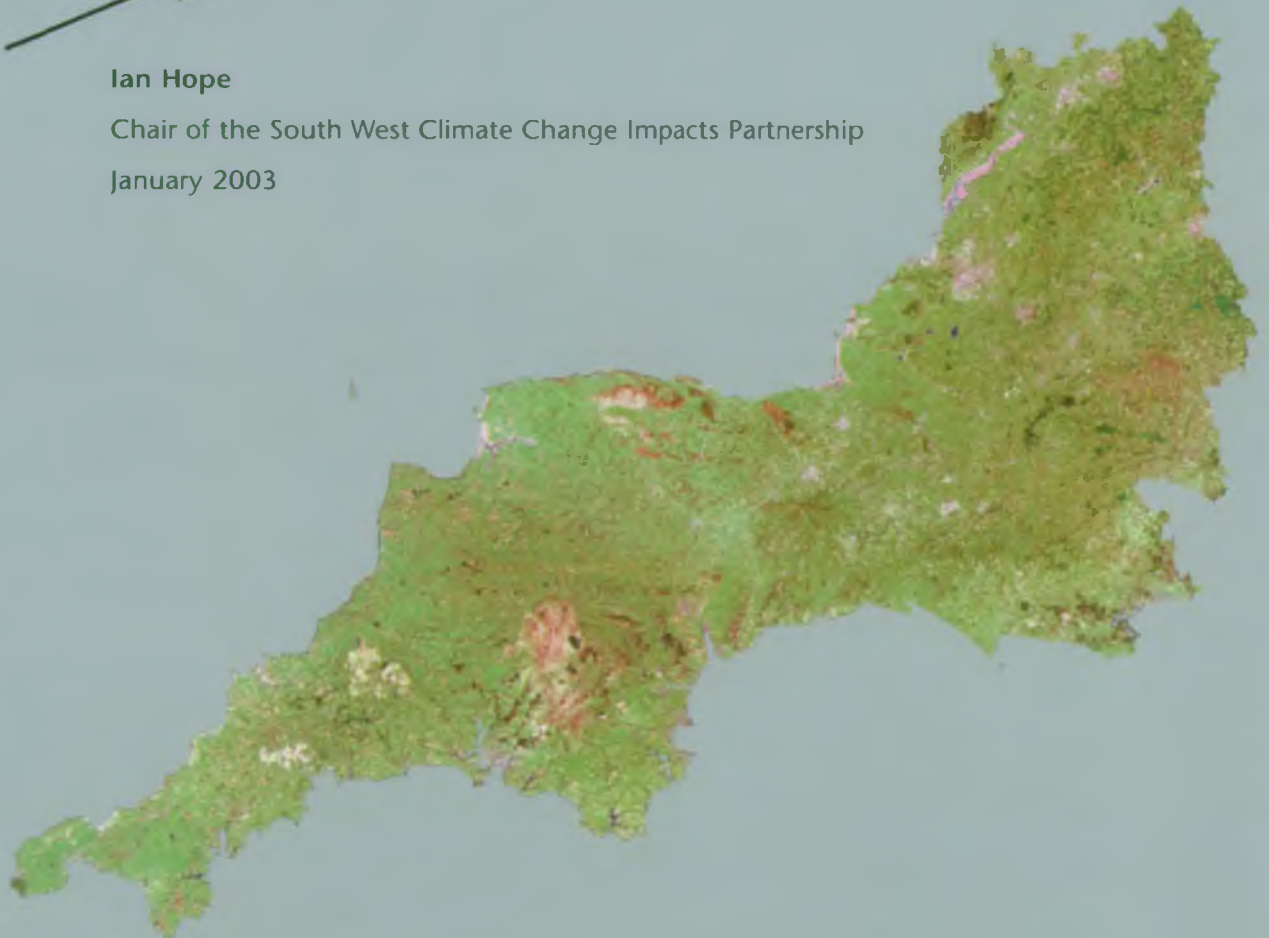 Ian Hope
Chair of the South West Climate Change Impacts Partnership
January 2003